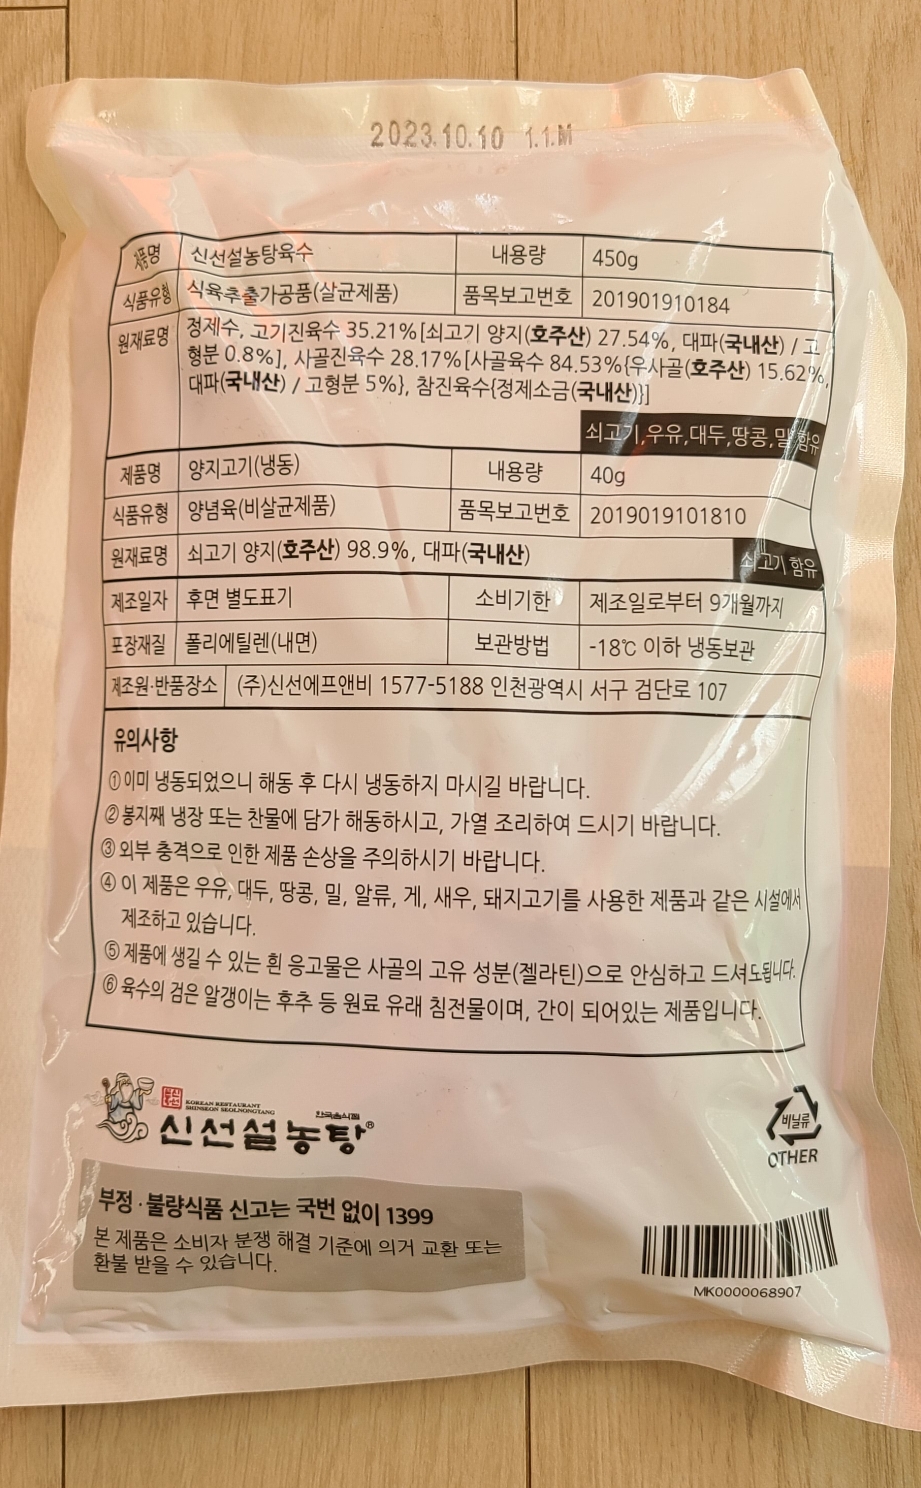 2023.10.10 1.1.M
제품명 신선설농탕육수 내용량 450g
식품유형 식육추출가공품(살균제품) 품목보고번호 201901910184
원재료명 정제수, 고기진육수 35.21%[쇠고기 양지(호주산) 27.54%, 대파(국내산) / 고
형분 0.8%], 사골진육수 28.17%[사골육수 84.53%{우사골(호주산) 15.62%,
대파(국내산) / 고형분 5%}, 참진육수{정제소금(국내산)}]
쇠고기,우유,대두,땅콩,밀 함유
제품명 양지고기(냉동) 내용량 40g
식품유형 양념육(비살균제품) 품목보고번호 2019019101810
원재료명 쇠고기 양지(호주산) 98.9%, 대파(국내산)
쇠고기 함유
제조일자 후면 별도표기 소비기한 제조일로부터 9개월까지
포장재질 폴리에틸렌(내면) 보관방법 -18℃ 이하 냉동보관
제조원·반품장소 (주)신선에프앤비 1577-5188 인천광역시 서구 검단로 107
유의사항
① 이미 냉동되었으니 해동 후 다시 냉동하지 마시길 바랍니다.
② 봉지째 냉장 또는 찬물에 담가 해동하시고, 가열 조리하여 드시기 바랍니다.
③ 외부 충격으로 인한 제품 손상을 주의하시기 바랍니다.
④ 이 제품은 우유, 대두, 땅콩, 밀, 알류, 게, 새우, 돼지고기를 사용한 제품과 같은 시설에서
제조하고 있습니다.
⑤ 제품에 생길 수 있는 흰 응고물은 사골의 고유 성분(젤라틴)으로 안심하고 드셔도됩니다.
⑥ 육수의 검은 알갱이는 후추 등 원료 유래 침전물이며, 간이 되어있는 제품입니다.
KOREAN RESTAURANT
SHINSEON SEOLNONGTANG
한국음식점
신선설농탕®
비닐류
OTHER
부정·불량식품 신고는 국번 없이 1399
본 제품은 소비자 분쟁 해결 기준에 의거 교환 또는
환불 받을 수 있습니다.
MK0000068907